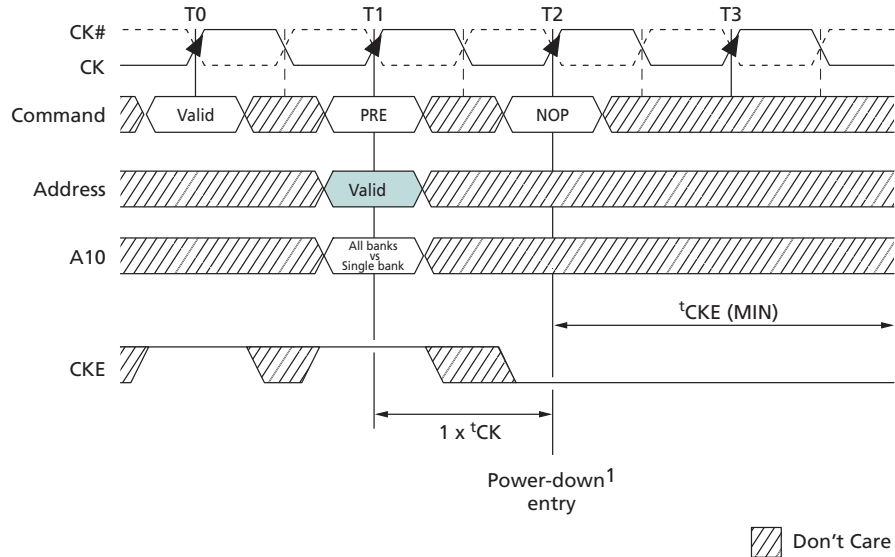 T0 T1 T2 T3
CK#
CK
Command Valid PRE NOP
Address Valid
A10 All banks
vs
Single bank
tCKE (MIN)
CKE
1 x tCK
Power-down1
entry
Don't Care